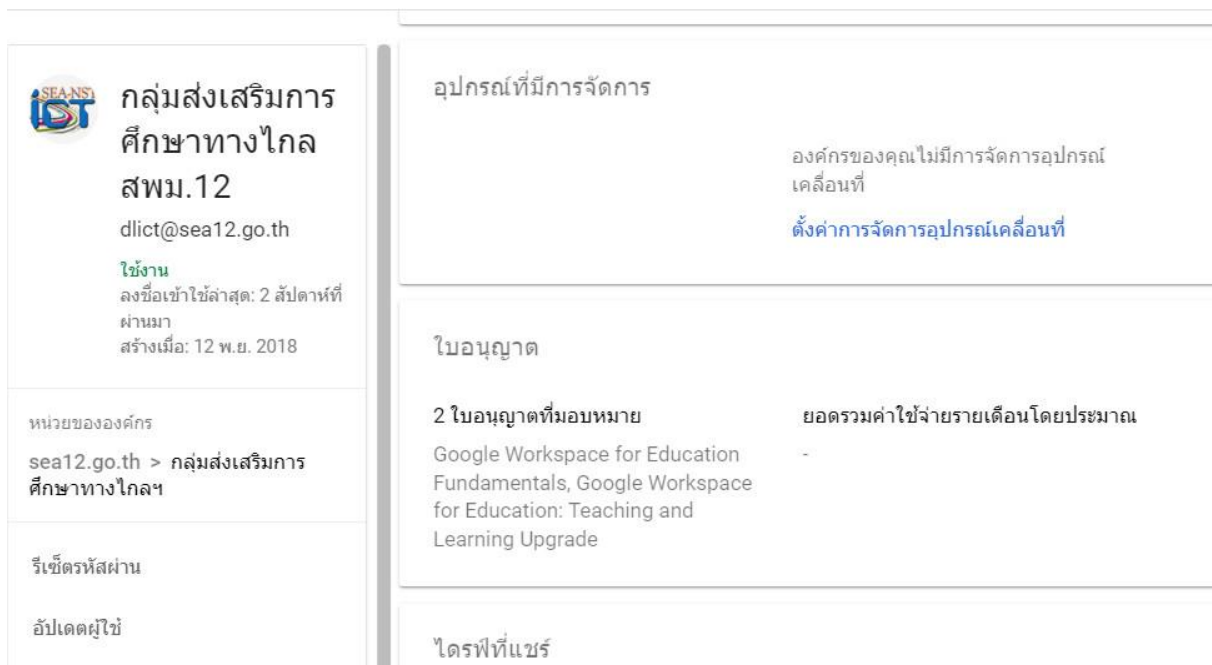 SEA-NST
ICT
กลุ่มส่งเสริมการ
ศึกษาทางไกล
สพม.12
dlict@sea12.go.th
ใช้งาน
ลงชื่อเข้าใช้ล่าสุด: 2 สัปดาห์ที่
ผ่านมา
สร้างเมื่อ: 12 พ.ย. 2018
หน่วยขององค์กร
sea12.go.th > กลุ่มส่งเสริมการ
ศึกษาทางไกลฯ
รีเซ็ตรหัสผ่าน
อัปเดตผู้ใช้
อุปกรณ์ที่มีการจัดการ
องค์กรของคุณไม่มีการจัดการอุปกรณ์
เคลื่อนที่
ตั้งค่าการจัดการอุปกรณ์เคลื่อนที่
ใบอนุญาต
2 ใบอนุญาตที่มอบหมาย
Google Workspace for Education
Fundamentals, Google Workspace
for Education: Teaching and
Learning Upgrade
ยอดรวมค่าใช้จ่ายรายเดือนโดยประมาณ
-
ไดรฟ์ที่แชร์